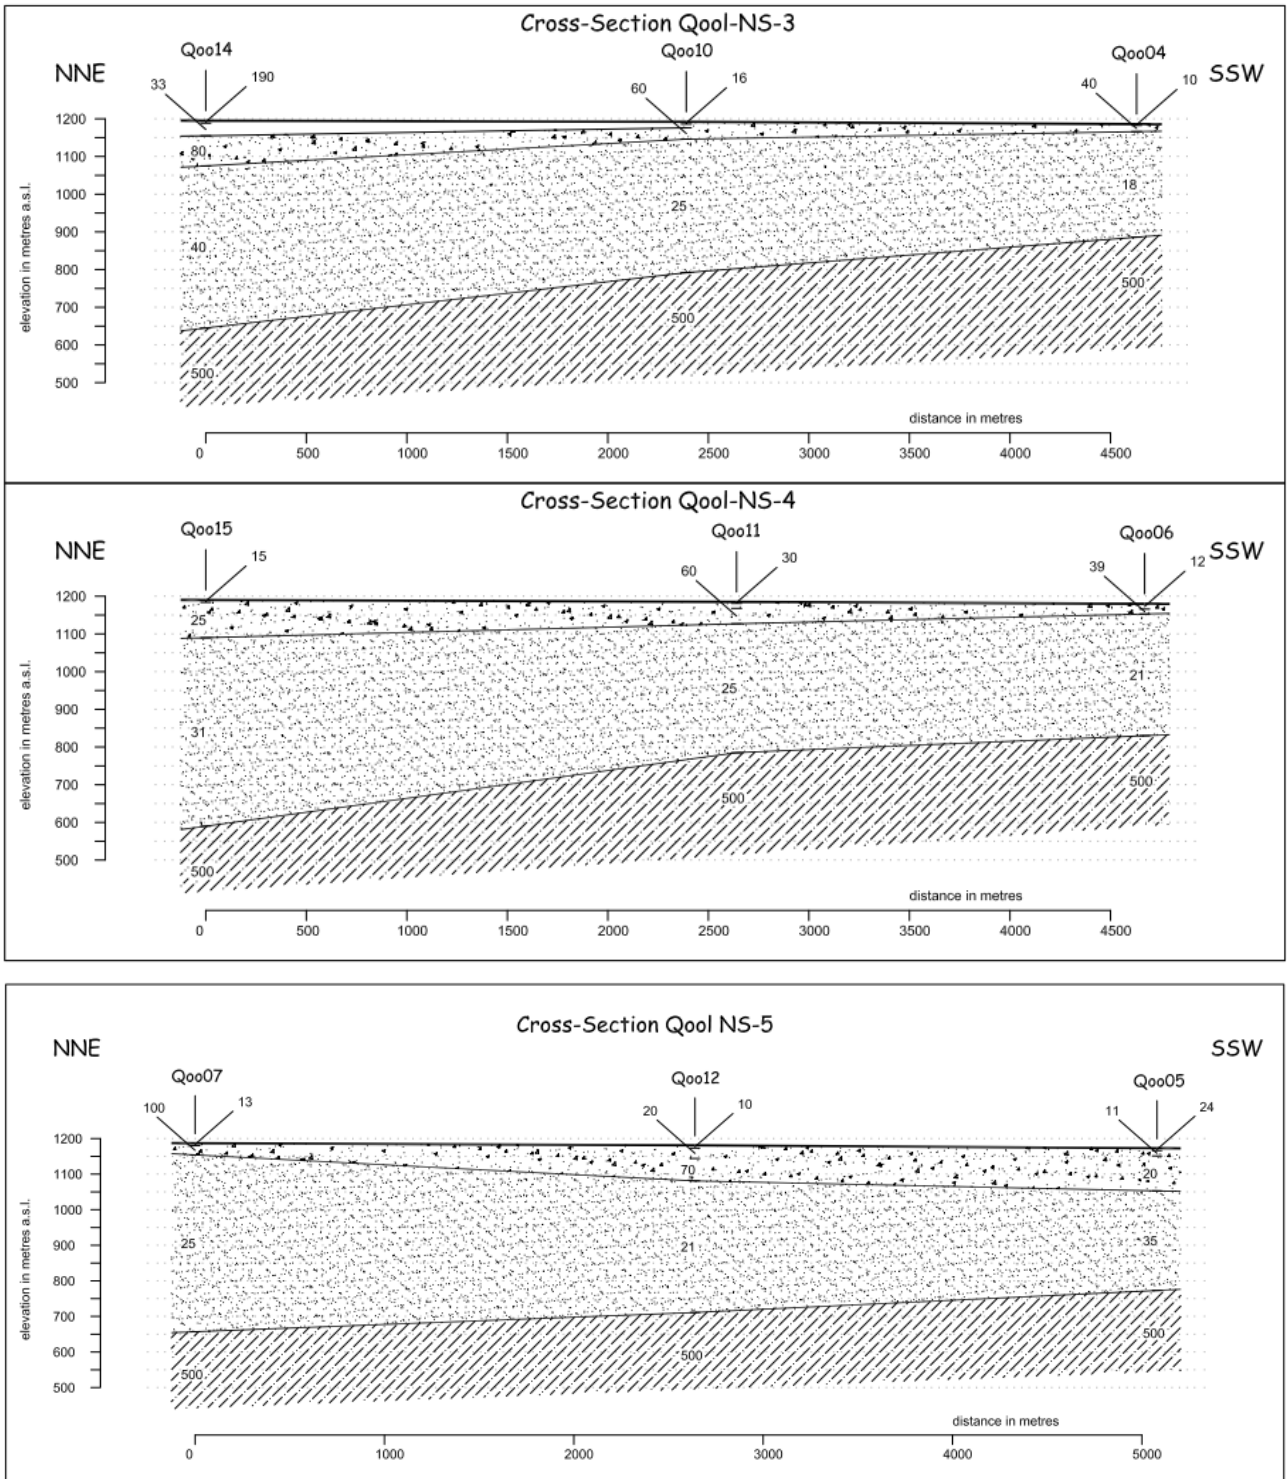 Cross-Section Qool-NS-3
Qoo14 Qoo10 Qoo04
NNE SSW
33 190 60 16 40 10
1200
1100
1000
900
800
700
600
500
elevation in metres a.s.l.
80
40
500
25
500
18
500
distance in metres
0 500 1000 1500 2000 2500 3000 3500 4000 4500
Cross-Section Qool-NS-4
Qoo15 Qoo11 Qoo06
NNE SSW
15 60 30 39 12
1200
1100
1000
900
800
700
600
500
elevation in metres a.s.l.
25
31
500
25
500
21
500
distance in metres
0 500 1000 1500 2000 2500 3000 3500 4000 4500
Cross-Section Qool NS-5
NNE SSW
Qoo07 Qoo12 Qoo05
100 13 20 10 11 24
1200
1100
1000
900
800
700
600
500
elevation in metres a.s.l.
25
500
70
21
500
20
35
500
distance in metres
0 1000 2000 3000 4000 5000